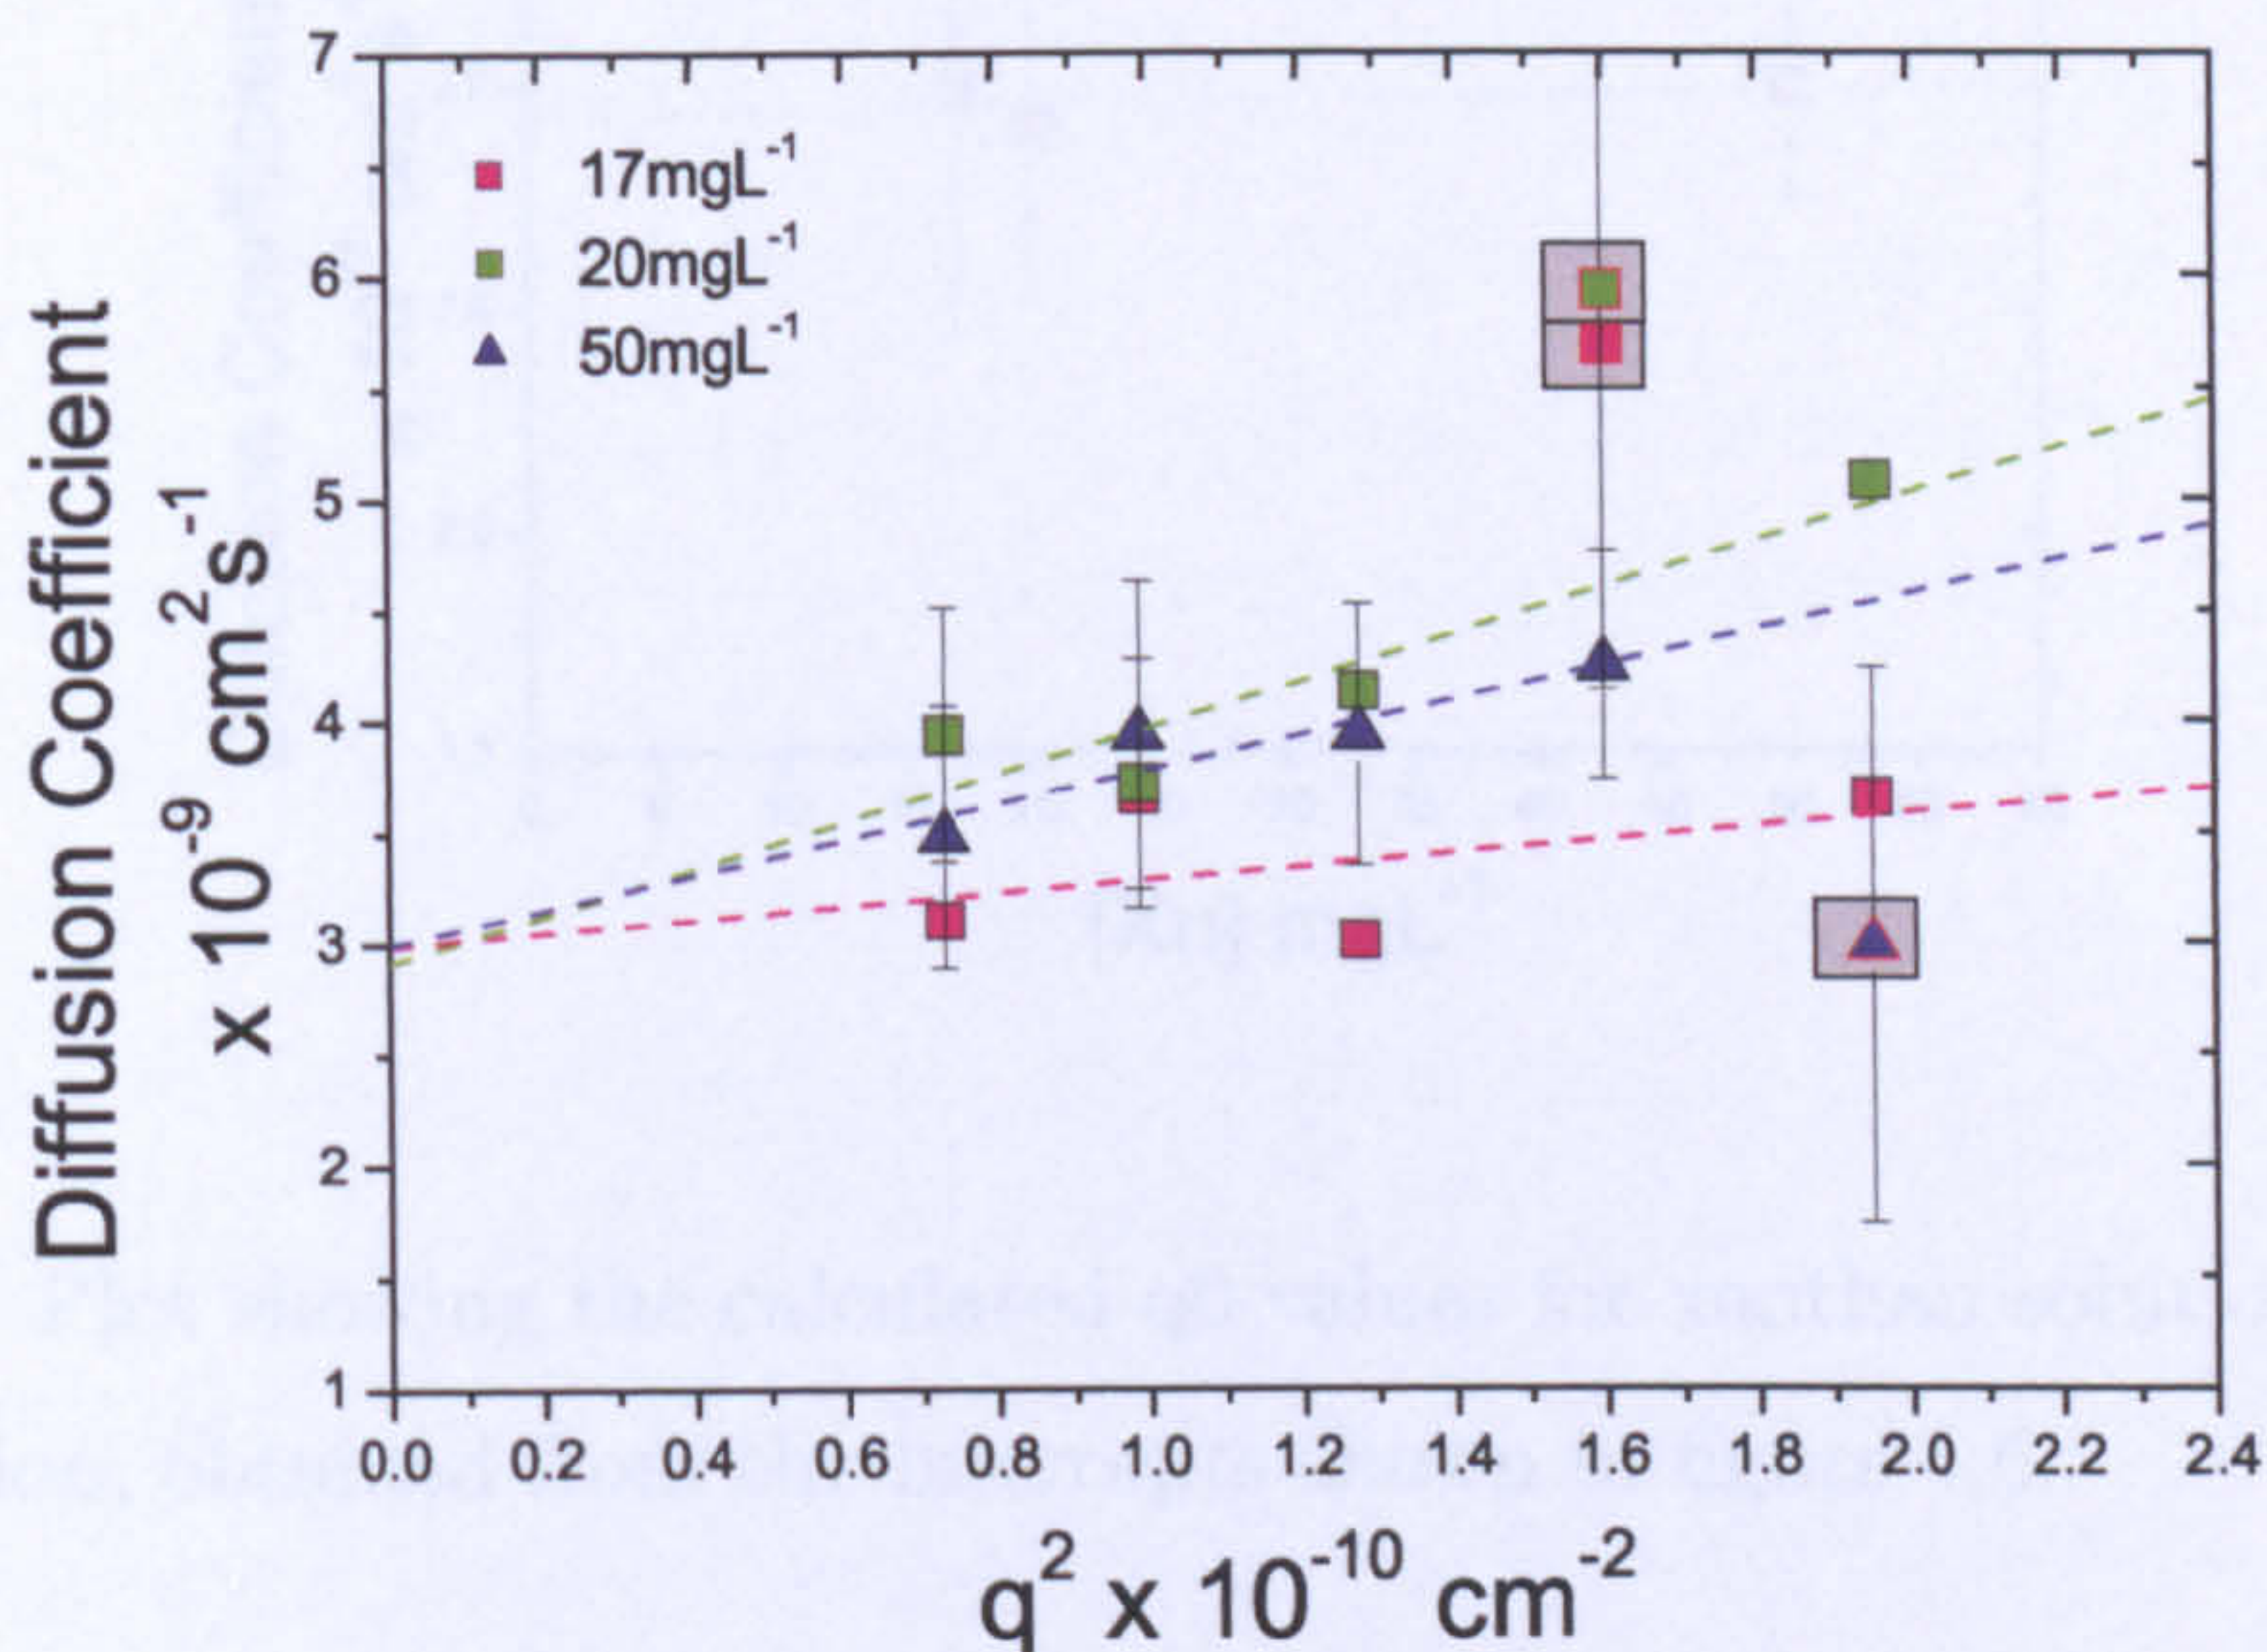 Diffusion Coefficient
x 10⁻⁹ cm²s⁻¹
7
6
5
4
3
2
1
17mgL⁻¹
20mgL⁻¹
50mgL⁻¹
0.0 0.2 0.4 0.6 0.8 1.0 1.2 1.4 1.6 1.8 2.0 2.2 2.4
q² x 10⁻¹⁰ cm⁻²